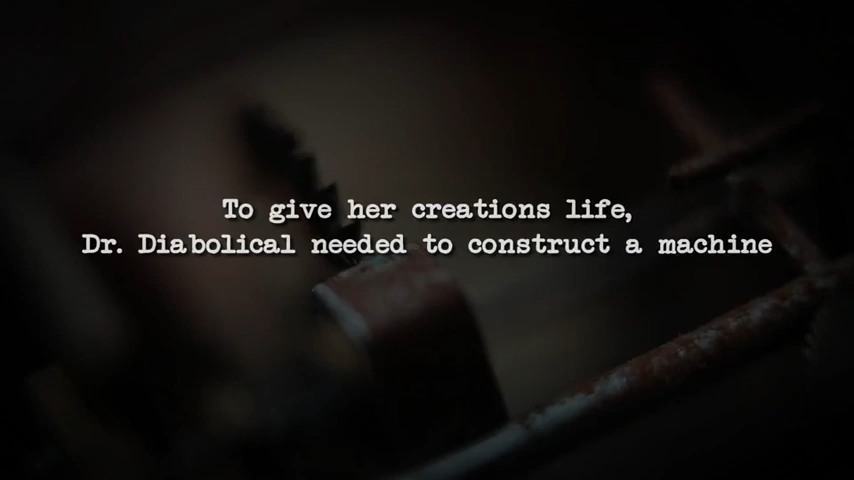 To give her creations life,
Dr. Diabolical needed to construct a machine